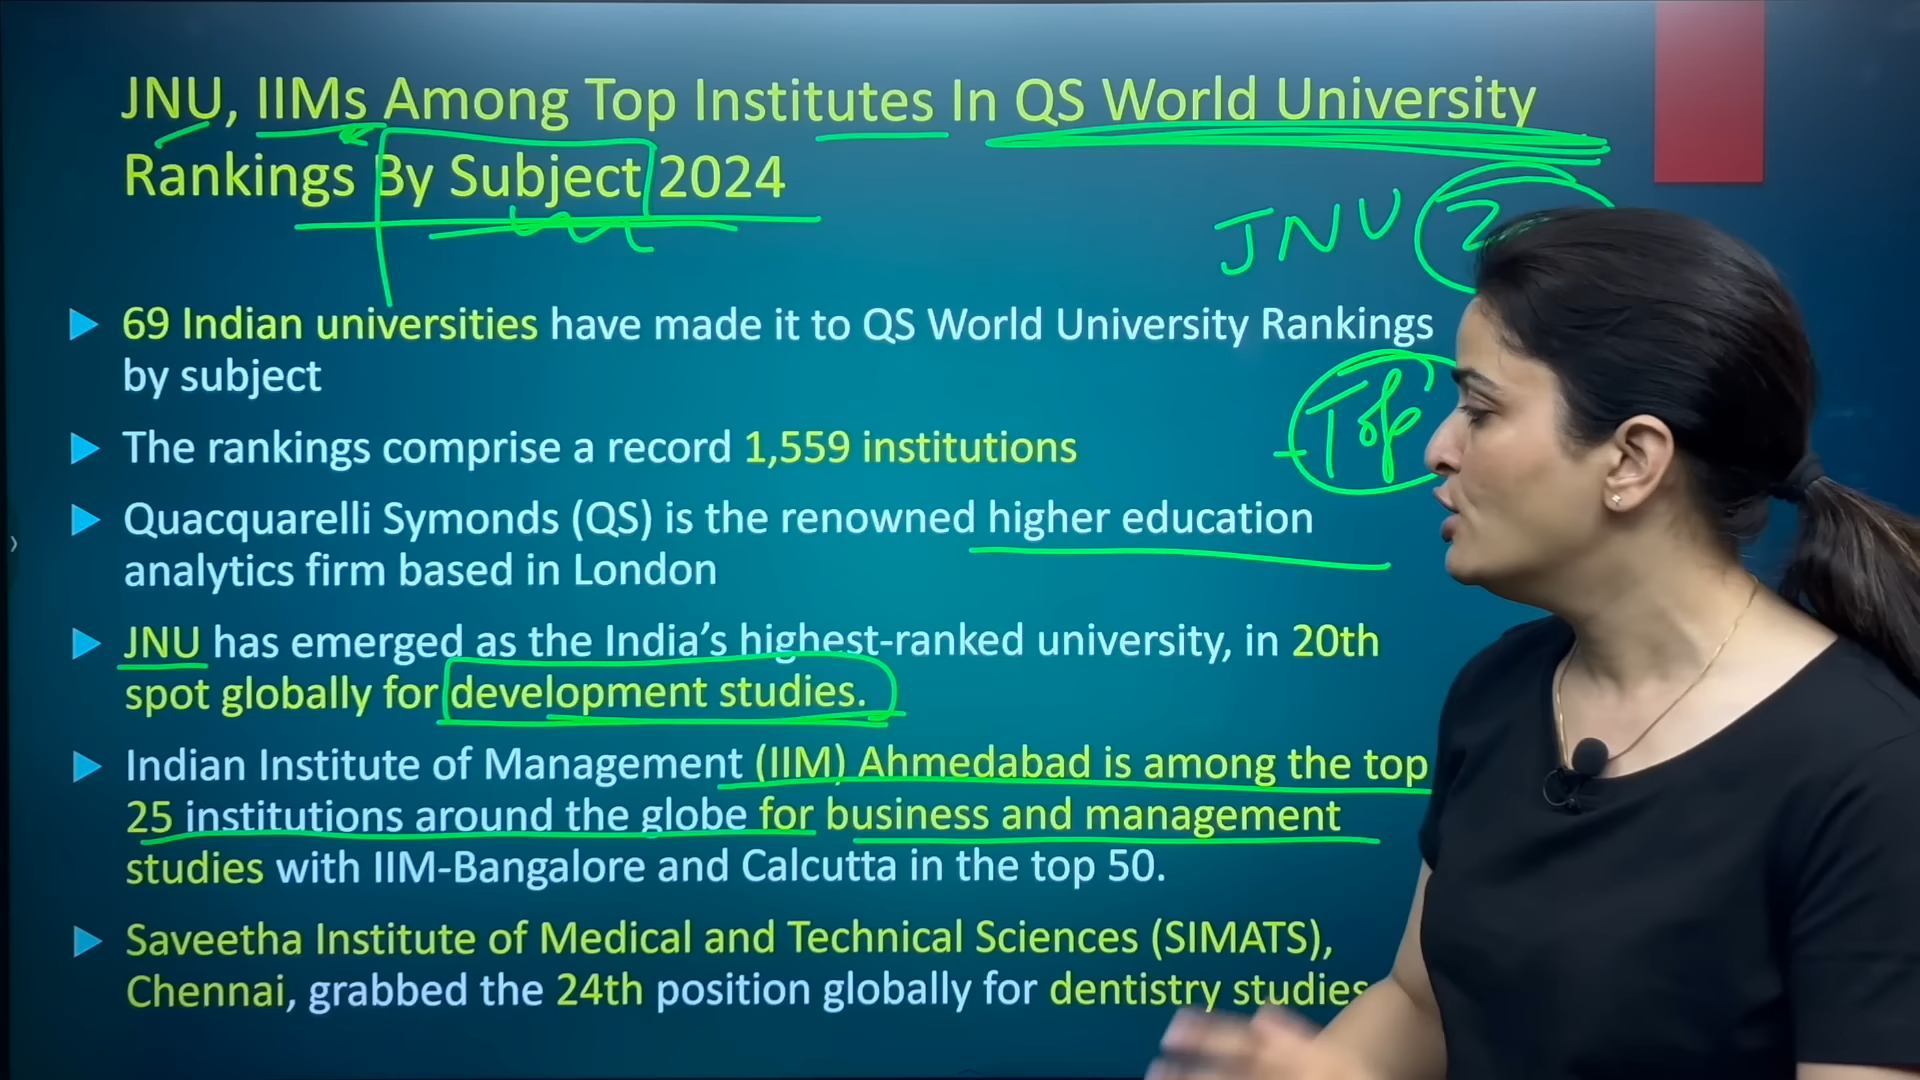 JNU, IIMs Among Top Institutes In QS World University
Rankings By Subject 2024
JNU
69 Indian universities have made it to QS World University Rankings
by subject
The rankings comprise a record 1,559 institutions
Top
Quacquarelli Symonds (QS) is the renowned higher education
analytics firm based in London
JNU has emerged as the India's highest-ranked university, in 20th
spot globally for development studies.
Indian Institute of Management (IIM) Ahmedabad is among the top
25 institutions around the globe for business and management
studies with IIM-Bangalore and Calcutta in the top 50.
Saveetha Institute of Medical and Technical Sciences (SIMATS),
Chennai, grabbed the 24th position globally for dentistry studies